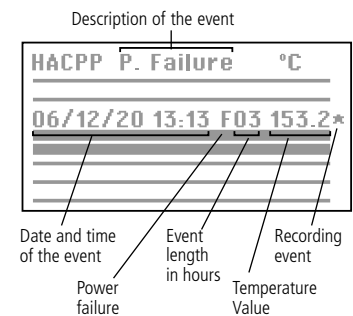 Description of the event
HACPP P. Failure °C
06/12/20 13:13 F03 153.2*
Date and time
of the event
Power
failure
Event
length
in hours
Temperature
Value
Recording
event